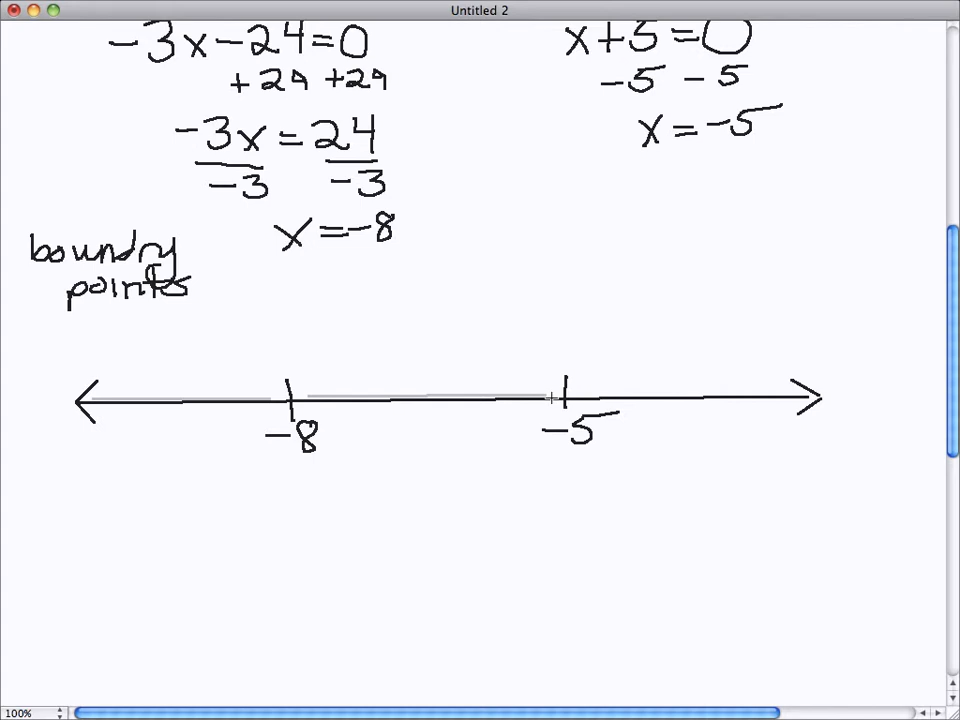 Untitled 2
-3x-24=0
+24 +24
-3x = 24
-3 -3
x=-8
x+5=0
-5 -5
x=-5
boundry
points
-8 -5
100%